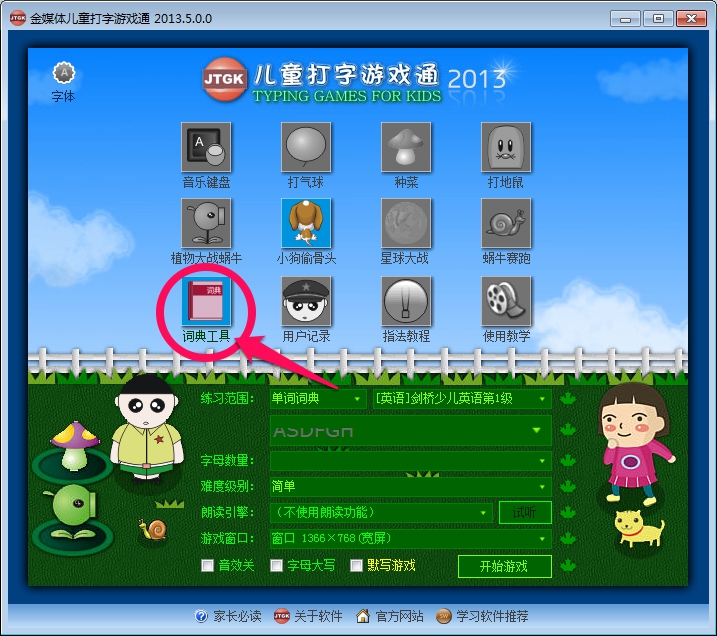 JTGK 金媒体儿童打字游戏通 2013.5.0.0
A
字体
JTGK 儿童打字游戏通 2013
TYPING GAMES FOR KIDS
A
音乐键盘 打气球 种菜 打地鼠
植物大战蜗牛 小狗偷骨头 星球大战 蜗牛赛跑
词典
词典工具 用户记录 指法教程 使用教学
练习范围： 单词词典 [英语]剑桥少儿英语第1级
ASDFGH
字母数量：
难度级别： 简单
朗读引擎： （不使用朗读功能） 试听
游戏窗口： 窗口 1366×768(宽屏)
音效关 字母大写 默写游戏 开始游戏
家长必读 JTGK 关于软件 官方网站 SW 学习软件推荐